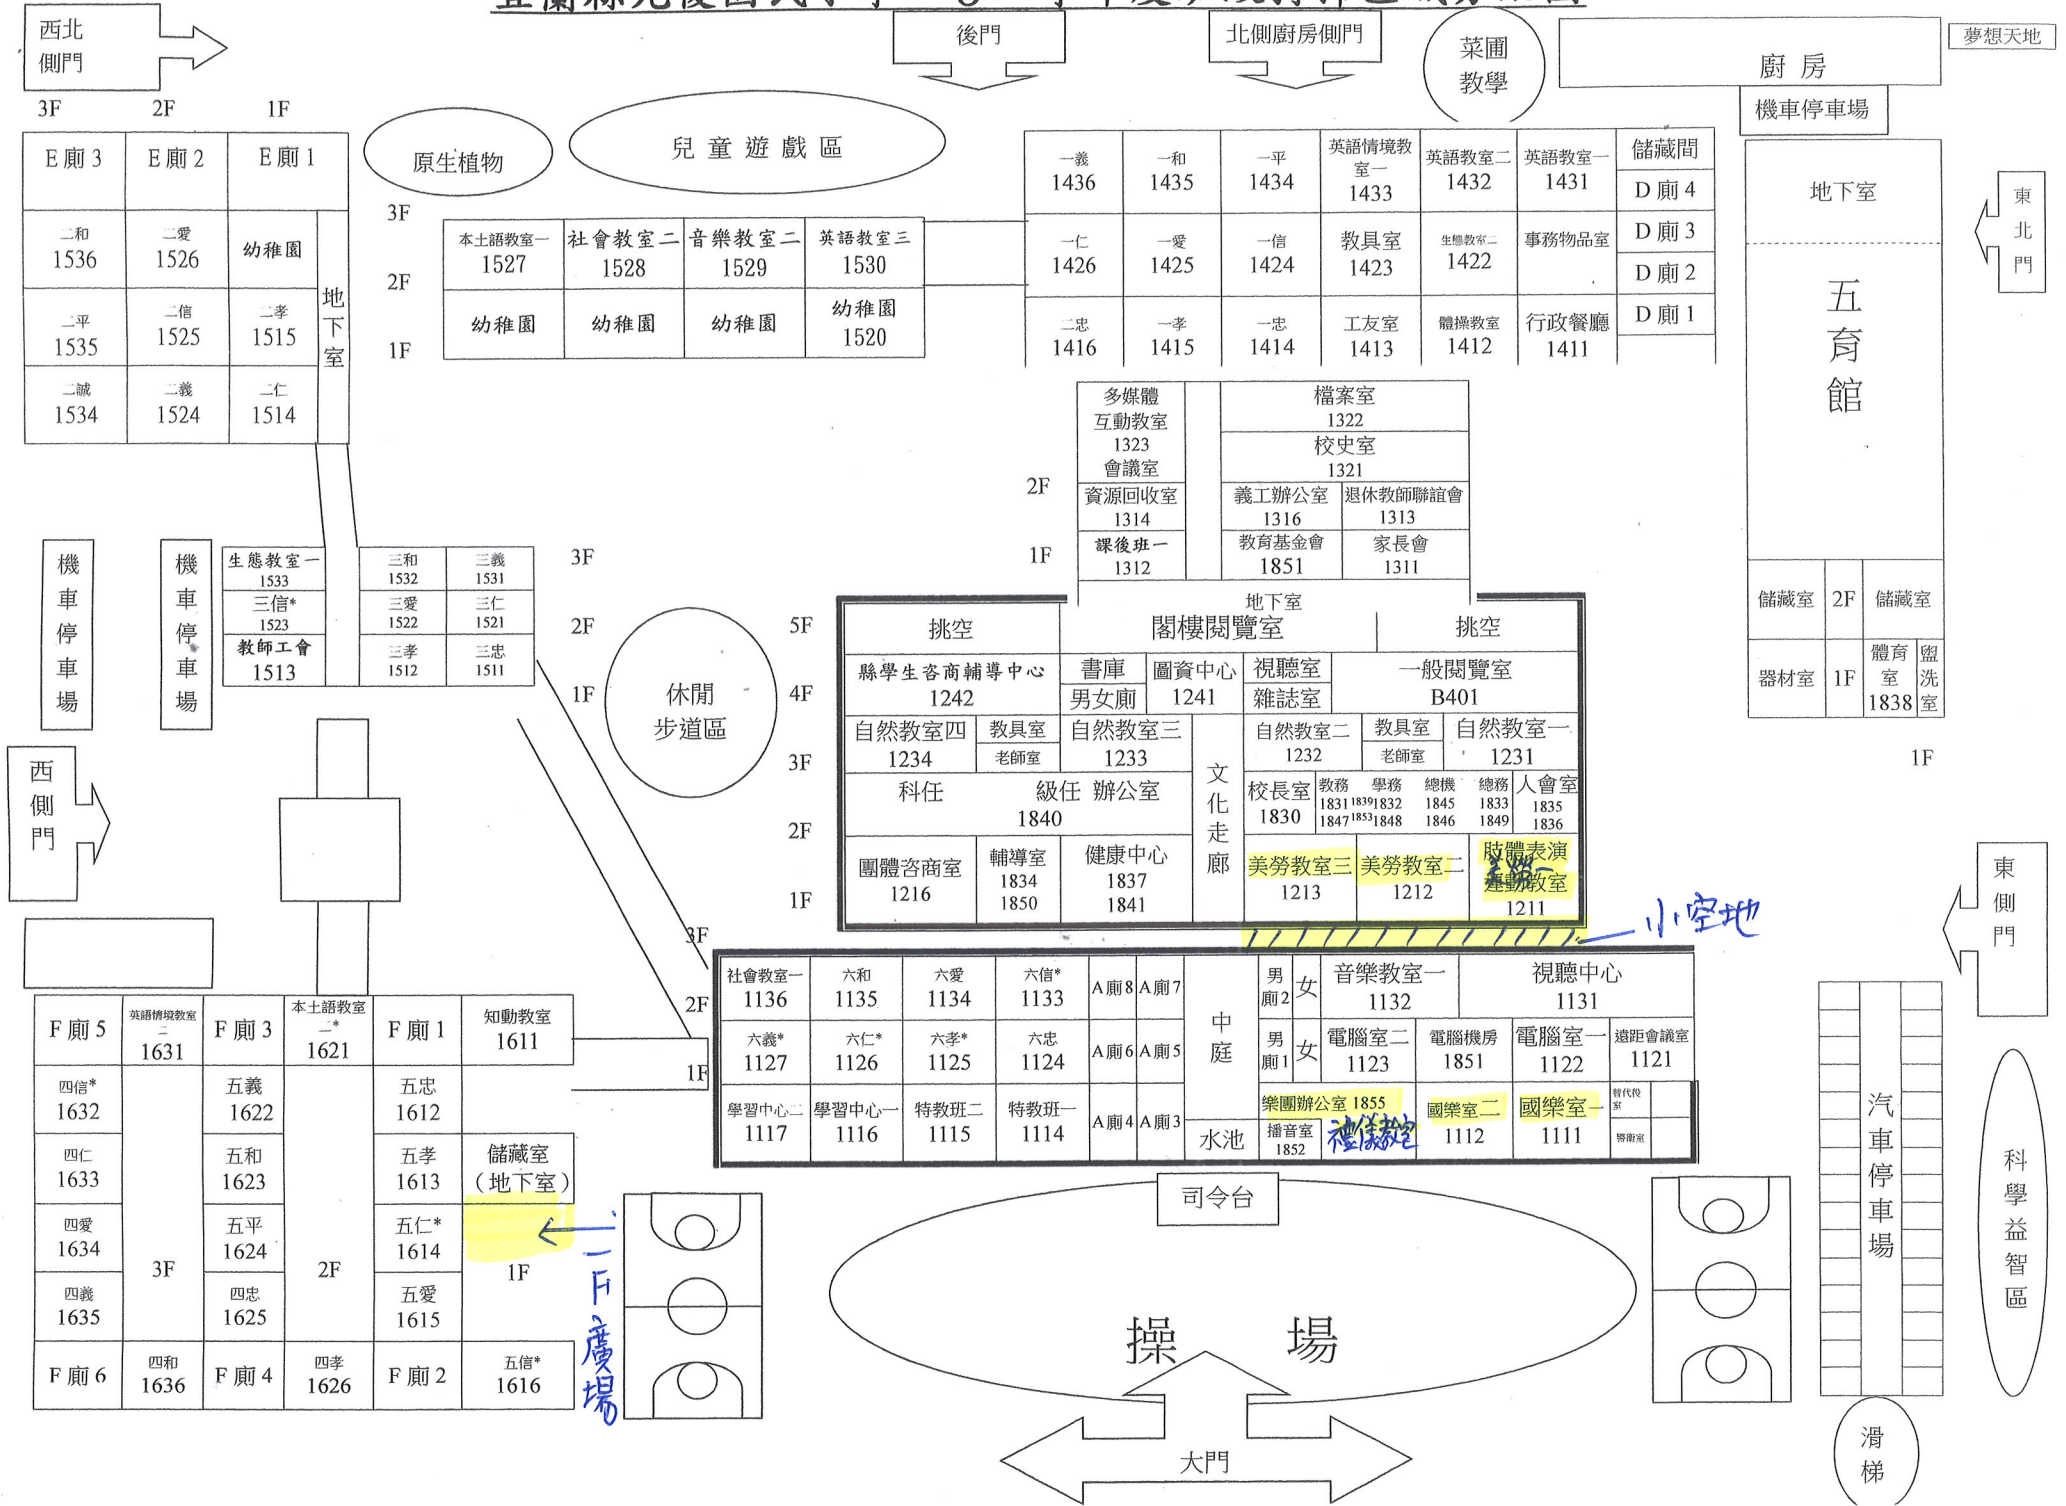 西北
側門
後門
北側廚房側門
菜圃
教學
廚 房
夢想天地
機車停車場
3F 2F 1F
E廁3 E廁2 E廁1
二和
1536
二愛
1526
幼稚園
二平
1535
二信
1525
二孝
1515
二誠
1534
二義
1524
二仁
1514
地下室
原生植物
兒童遊戲區
3F
2F
1F
本土語教室一
1527
社會教室二
1528
音樂教室二
1529
英語教室三
1530
幼稚園
幼稚園
幼稚園
幼稚園
1520
一義
1436
一和
1435
一平
1434
英語情境教
室一
1433
英語教室二
1432
英語教室一
1431
儲藏間
D廁4
一仁
1426
一愛
1425
一信
1424
教具室
1423
生態教室二
1422
事務物品室
D廁3
D廁2
二忠
1416
一孝
1415
一忠
1414
工友室
1413
體操教室
1412
行政餐廳
1411
D廁1
地下室
五育館
東北門
儲藏室 2F 儲藏室
器材室 1F
體育
室
1838
盥洗室
1F
多媒體
互動教室
1323
會議室
檔案室
1322
校史室
1321
2F
資源回收室
1314
義工辦公室
1316
退休教師聯誼會
1313
1F
課後班一
1312
教育基金會
1851
家長會
1311
地下室
機車停車場
機車停車場
生態教室一
1533
三和
1532
三義
1531
三信*
1523
三愛
1522
三仁
1521
教師工會
1513
三孝
1512
三忠
1511
3F
2F
1F
休閒
步道區
西側門
5F
挑空
閣樓閱覽室
挑空
4F
縣學生咨商輔導中心
1242
書庫
男女廁
圖資中心
1241
視聽室
雜誌室
一般閱覽室
B401
3F
自然教室四
1234
教具室
老師室
自然教室三
1233
文化走廊
自然教室二
1232
教具室
老師室
自然教室一
1231
2F
科任 級任 辦公室
1840
校長室
1830
教務 學務 總機 總務
1831 1839 1832 1845 1833
1847 1853 1848 1846 1849
人會室
1835
1836
1F
團體咨商室
1216
輔導室
1834
1850
健康中心
1837
1841
美勞教室三
1213
美勞教室二
1212
肢體表演
美勞一
運動教室
1211
小空地
東側門
3F
2F
1F
社會教室一
1136
六和
1135
六愛
1134
六信*
1133
A廁8 A廁7
中庭
男
廁2
女
音樂教室一
1132
視聽中心
1131
六義*
1127
六仁*
1126
六孝*
1125
六忠
1124
A廁6 A廁5
男
廁1
女
電腦室二
1123
電腦機房
1851
電腦室一
1122
遠距會議室
1121
學習中心二
1117
學習中心一
1116
特教班二
1115
特教班一
1114
A廁4 A廁3
水池
樂團辦公室 1855
播音室
1852
禮儀教室
國樂室二
1112
國樂室一
1111
替代役
室
警衛室
F廁5
英語情境教室
二
1631
F廁3
本土語教室
二*
1621
F廁1
知動教室
1611
四信*
1632
五義
1622
五忠
1612
四仁
1633
五和
1623
五孝
1613
儲藏室
（地下室）
四愛
1634
3F
五平
1624
2F
五仁*
1614
1F
四義
1635
四忠
1625
五愛
1615
F廁6
四和
1636
F廁4
四孝
1626
F廁2
五信*
1616
一F廣場
司令台
操 場
大門
汽車停車場
科學益智區
滑梯